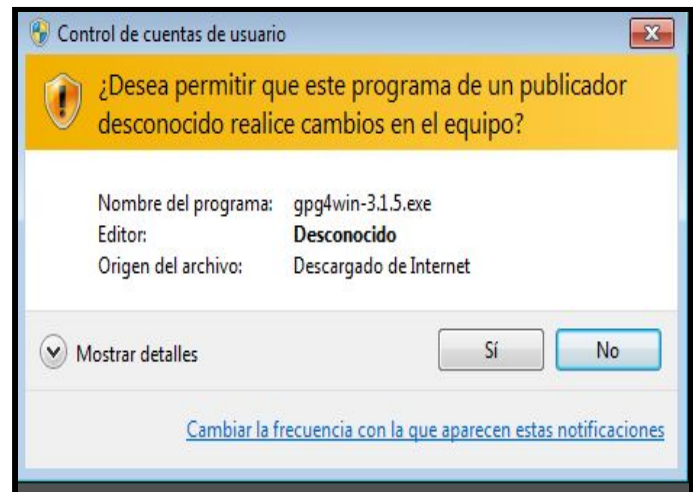 Control de cuentas de usuario
¿Desea permitir que este programa de un publicador
desconocido realice cambios en el equipo?
Nombre del programa: gpg4win-3.1.5.exe
Editor: Desconocido
Origen del archivo: Descargado de Internet
Mostrar detalles Sí No
Cambiar la frecuencia con la que aparecen estas notificaciones